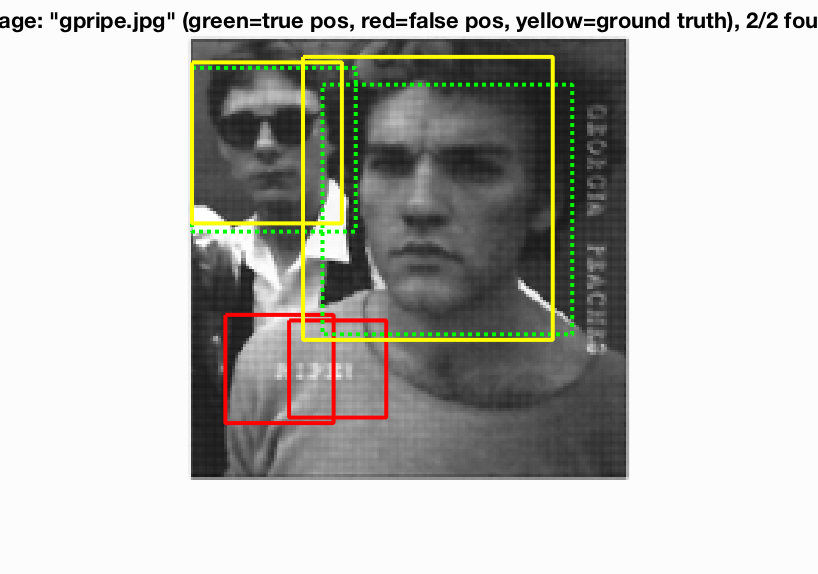 age: "gpripe.jpg" (green=true pos, red=false pos, yellow=ground truth), 2/2 fou
GEORGIA PEACHES